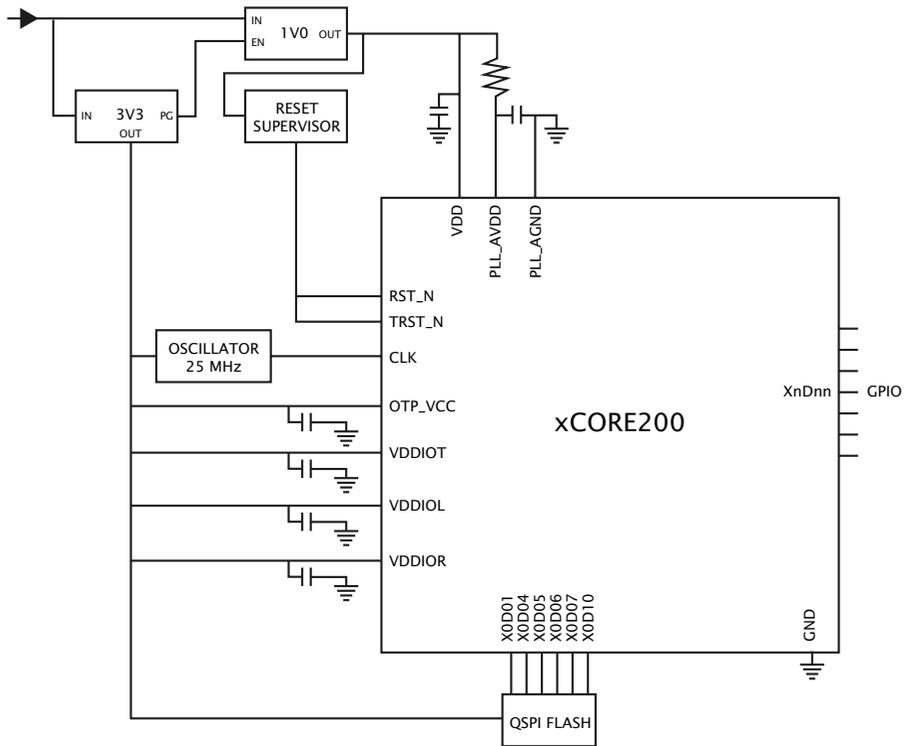 IN
EN
1V0
OUT
IN
3V3
PG
OUT
RESET
SUPERVISOR
VDD
PLL_AVDD
PLL_AGND
RST_N
TRST_N
OSCILLATOR
25 MHz
CLK
XnDnn
GPIO
OTP_VCC
xCORE200
VDDIOT
VDDIOL
VDDIOR
X0D01
X0D04
X0D05
X0D06
X0D07
X0D10
GND
QSPI FLASH